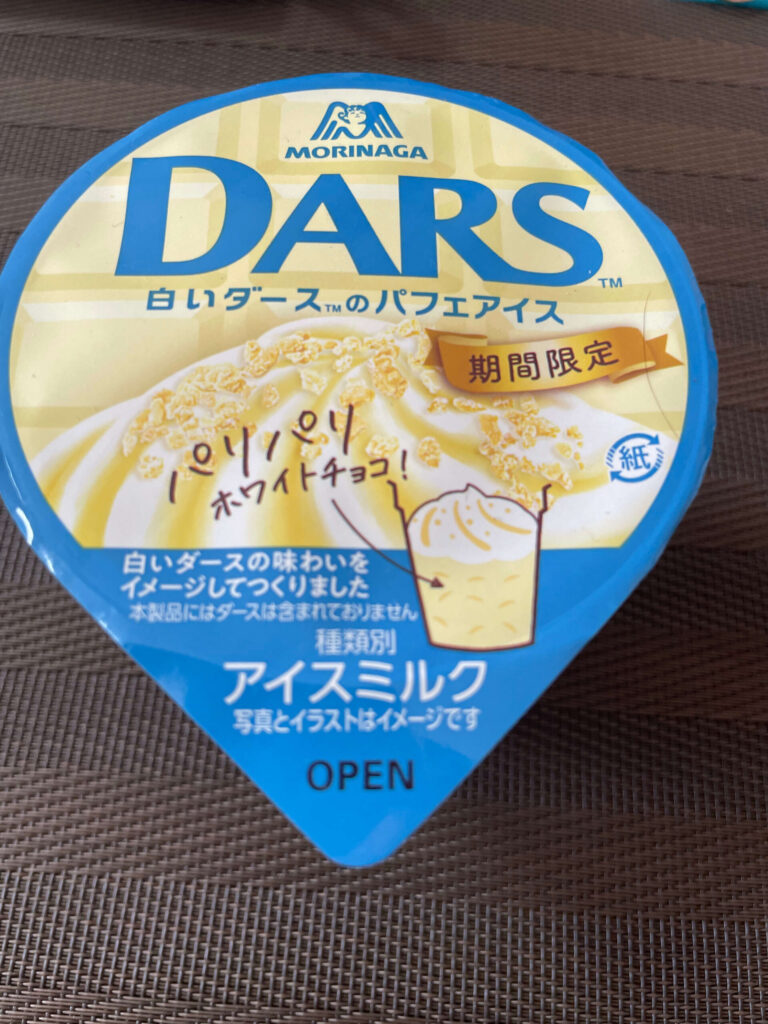 MORINAGA
DARS™
白いダース™のパフェアイス
期間限定
パリパリ
ホワイトチョコ!
紙
白いダースの味わいを
イメージしてつくりました
本製品にはダースは含まれておりません
種類別
アイスミルク
写真とイラストはイメージです
OPEN